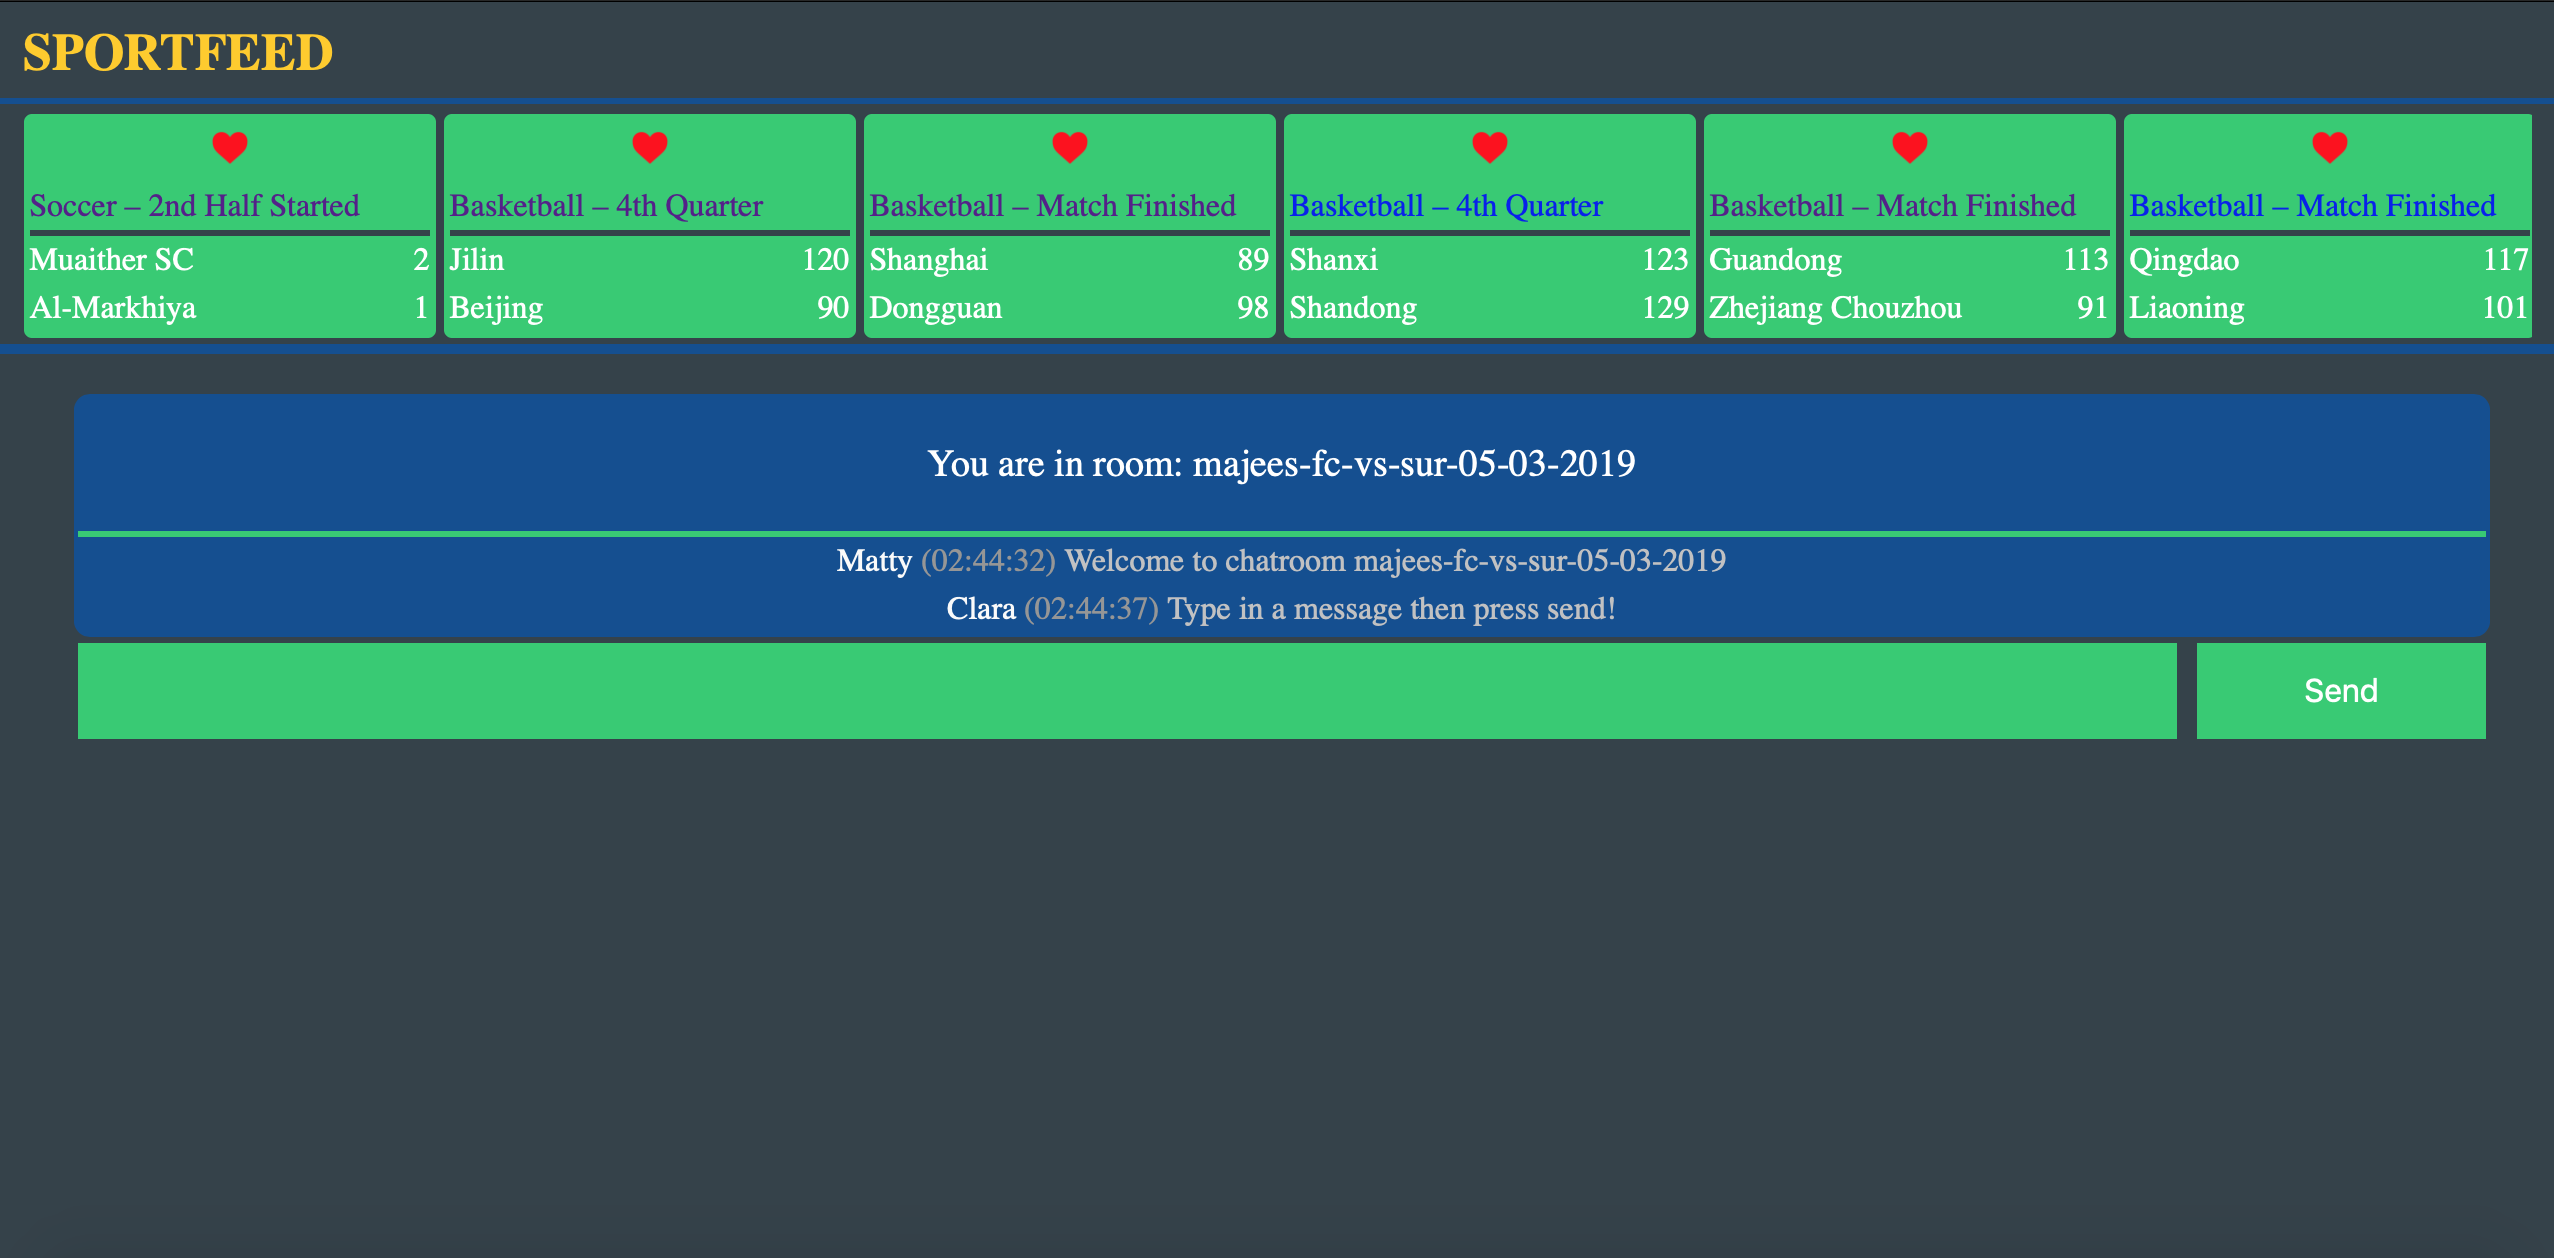 SPORTFEED
Soccer – 2nd Half Started
Muaither SC 2
Al-Markhiya 1
Basketball – 4th Quarter
Jilin 120
Beijing 90
Basketball – Match Finished
Shanghai 89
Dongguan 98
Basketball – 4th Quarter
Shanxi 123
Shandong 129
Basketball – Match Finished
Guandong 113
Zhejiang Chouzhou 91
Basketball – Match Finished
Qingdao 117
Liaoning 101
You are in room: majees-fc-vs-sur-05-03-2019
Matty (02:44:32) Welcome to chatroom majees-fc-vs-sur-05-03-2019
Clara (02:44:37) Type in a message then press send!
Send